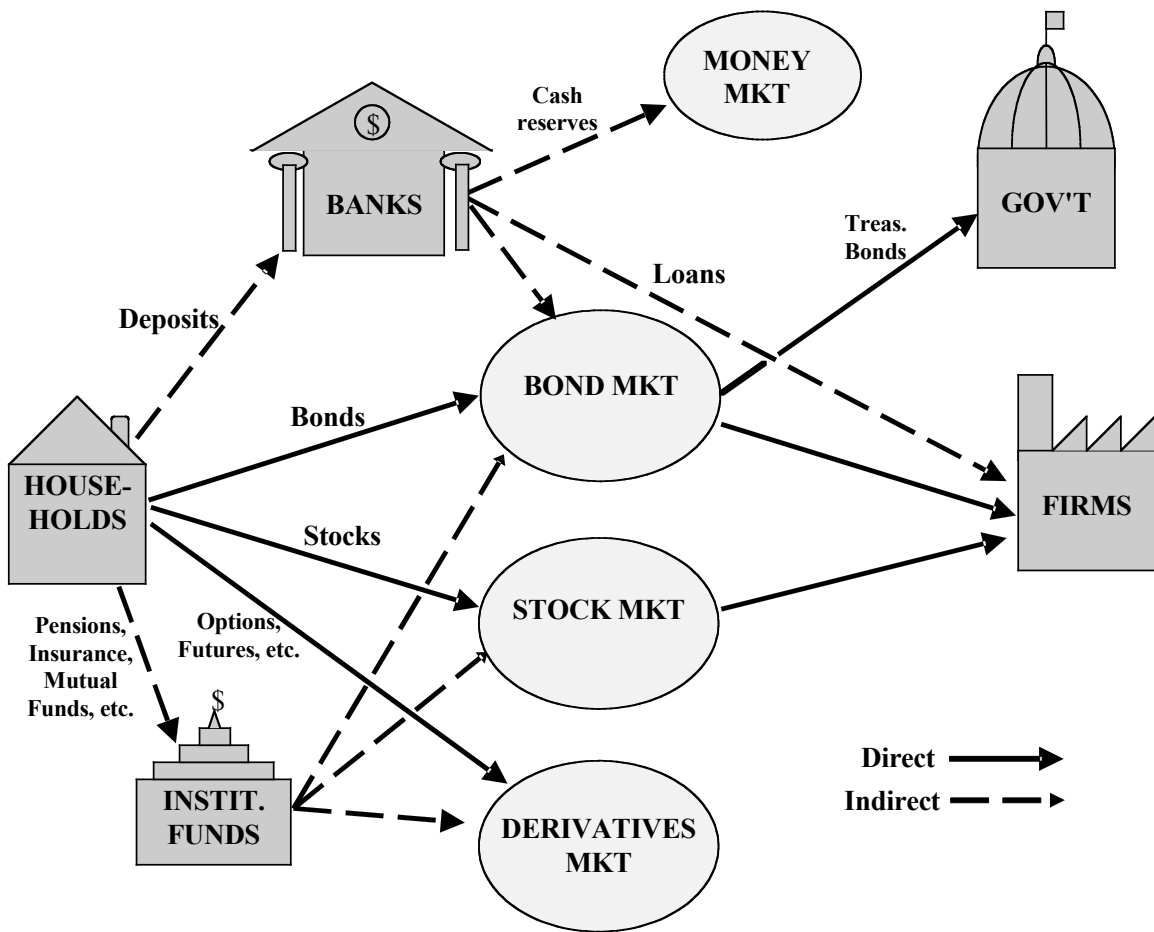 MONEY
MKT
Cash
reserves
$
BANKS
GOV'T
Treas.
Bonds
Loans
Deposits
BOND MKT
Bonds
HOUSE-
HOLDS
FIRMS
Stocks
STOCK MKT
Pensions,
Insurance,
Mutual
Funds, etc.
Options,
Futures, etc.
$
INSTIT.
FUNDS
DERIVATIVES
MKT
Direct
Indirect